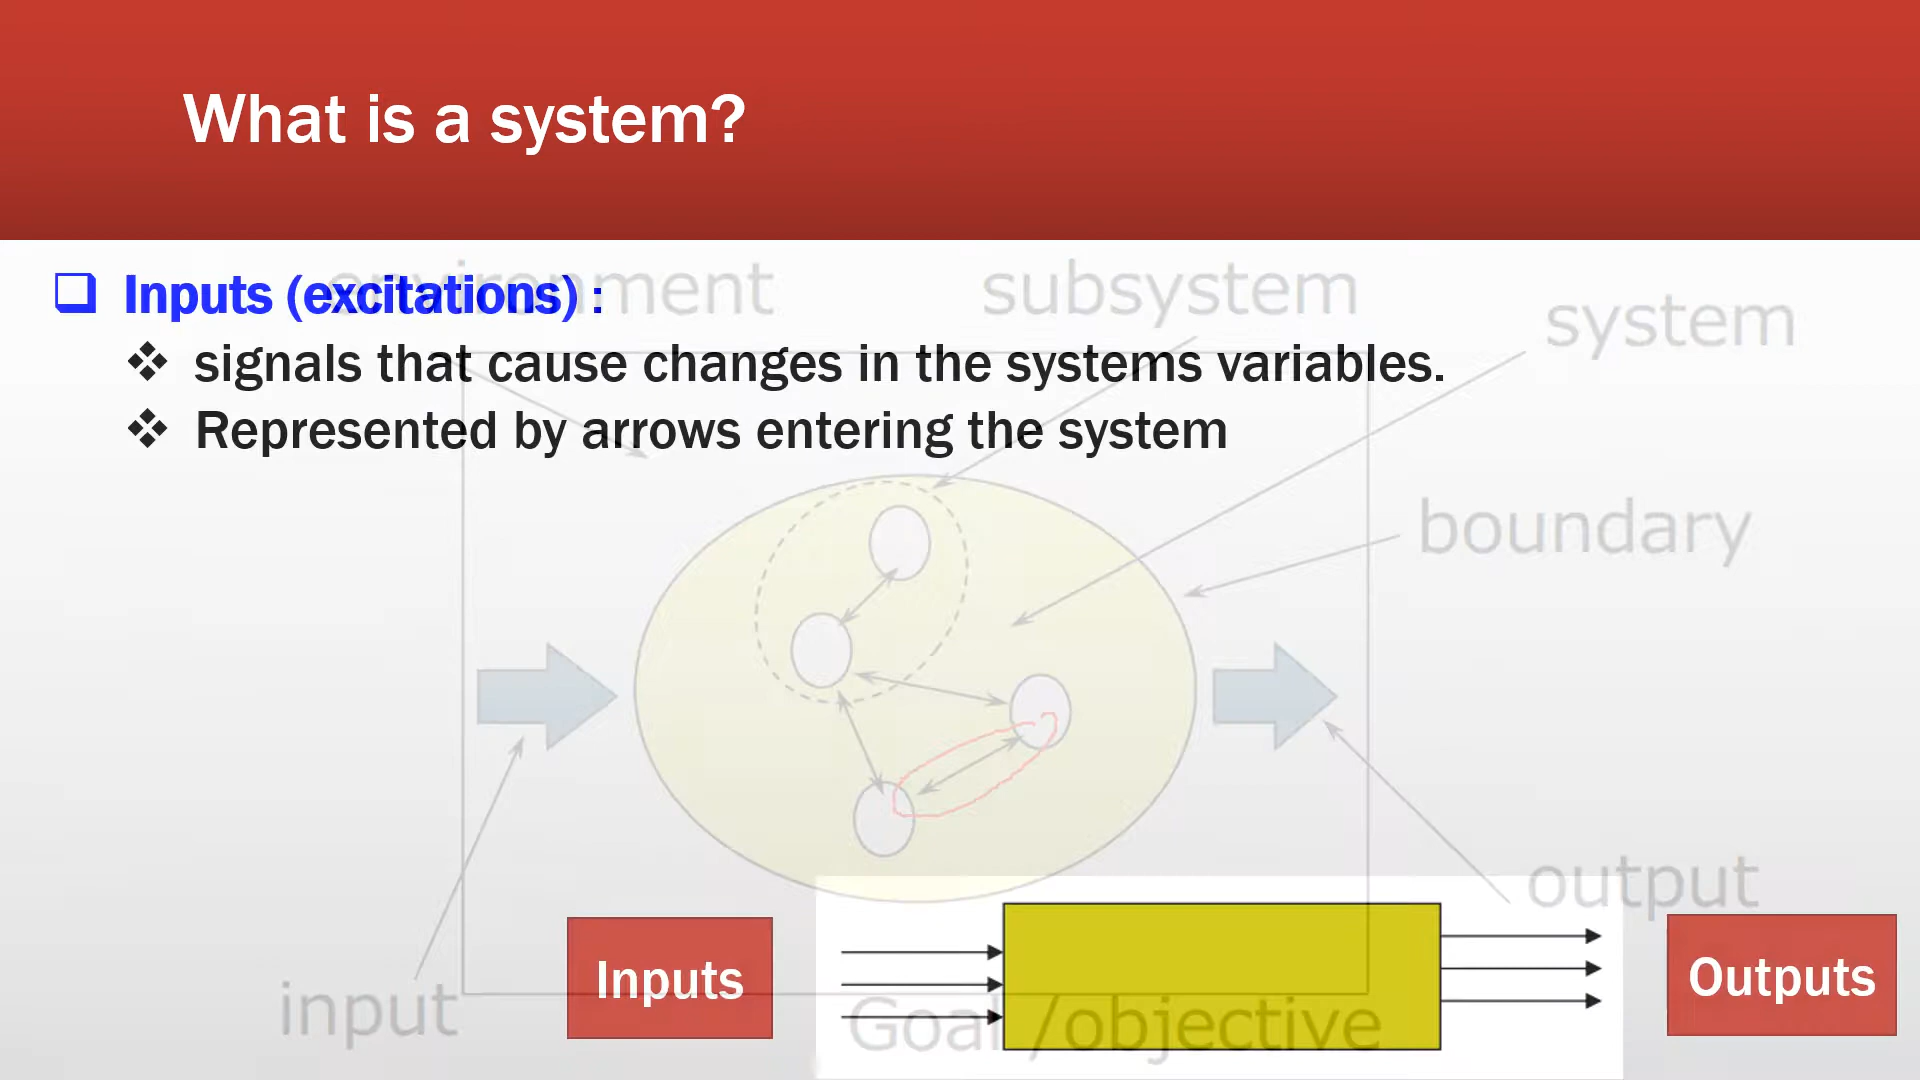 What is a system?
environment
subsystem
system
❑ Inputs (excitations) :
❖ signals that cause changes in the systems variables.
❖ Represented by arrows entering the system
boundary
output
input
Inputs
Outputs
Goal /objective